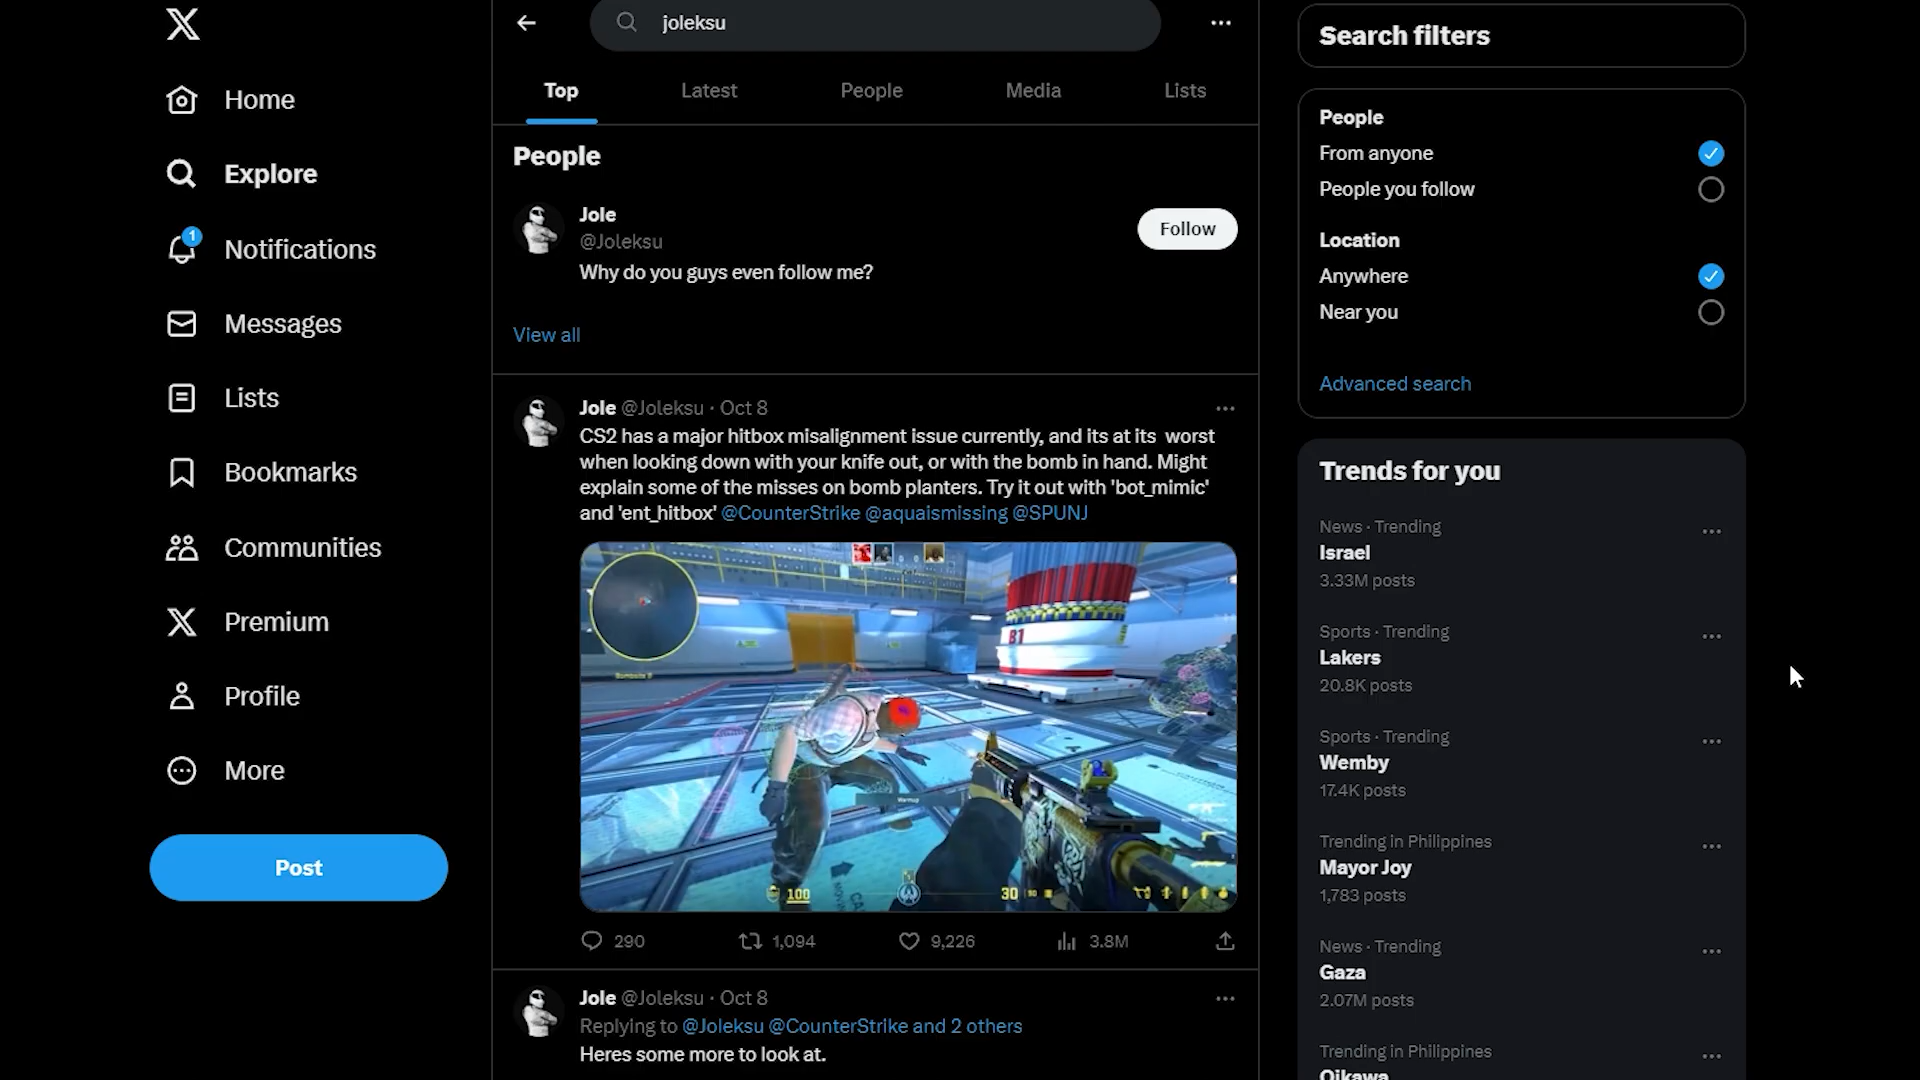 Home
Explore
1
Notifications
Messages
Lists
Bookmarks
Communities
Premium
Profile
More
Post
joleksu
Top
Latest
People
Media
Lists
People
Jole
@Joleksu
Why do you guys even follow me?
Follow
View all
Jole @Joleksu · Oct 8
CS2 has a major hitbox misalignment issue currently, and its at its worst
when looking down with your knife out, or with the bomb in hand. Might
explain some of the misses on bomb planters. Try it out with 'bot_mimic'
and 'ent_hitbox' @CounterStrike @aquaismissing @SPUNJ
B1
Bombsite B
Warmup
100
30
90
290
1,094
9,226
3.8M
Jole @Joleksu · Oct 8
Replying to @Joleksu @CounterStrike and 2 others
Heres some more to look at.
Search filters
People
From anyone
People you follow
Location
Anywhere
Near you
Advanced search
Trends for you
News · Trending
Israel
3.33M posts
Sports · Trending
Lakers
20.8K posts
Sports · Trending
Wemby
17.4K posts
Trending in Philippines
Mayor Joy
1,783 posts
News · Trending
Gaza
2.07M posts
Trending in Philippines
Oikawa